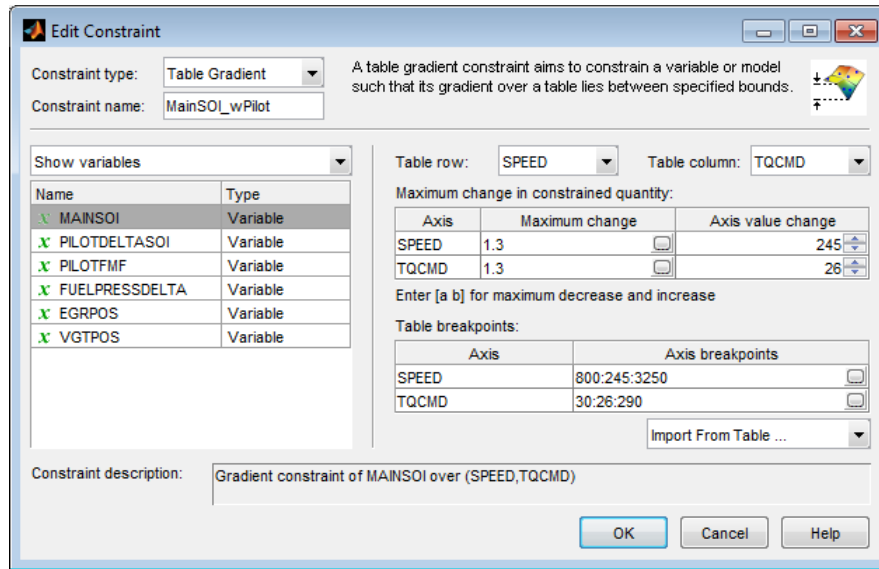 Edit Constraint
Constraint type: Table Gradient
A table gradient constraint aims to constrain a variable or model
such that its gradient over a table lies between specified bounds.
Constraint name: MainSOI_wPilot
Show variables
Name Type
x MAINSOI Variable
x PILOTDELTASOI Variable
x PILOTFMF Variable
x FUELPRESSDELTA Variable
x EGRPOS Variable
x VGTPOS Variable
Table row: SPEED Table column: TQCMD
Maximum change in constrained quantity:
Axis Maximum change Axis value change
SPEED 1.3 245
TQCMD 1.3 26
Enter [a b] for maximum decrease and increase
Table breakpoints:
Axis Axis breakpoints
SPEED 800:245:3250
TQCMD 30:26:290
Import From Table ...
Constraint description: Gradient constraint of MAINSOI over (SPEED,TQCMD)
OK Cancel Help